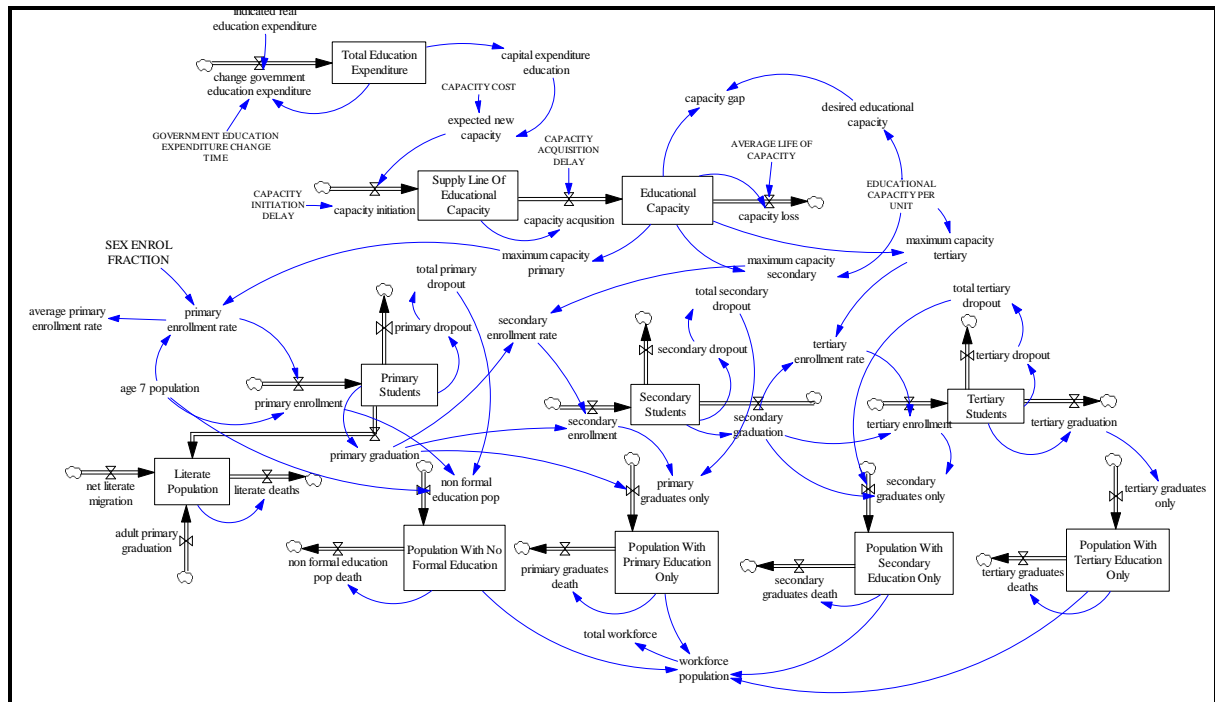 indicated real
education expenditure
Total Education
Expenditure
capital expenditure
education
change government
education expenditure
CAPACITY COST
capacity gap
desired educational
capacity
GOVERNMENT EDUCATION
EXPENDITURE CHANGE
TIME
expected new
capacity
CAPACITY
ACQUISITION
DELAY
AVERAGE LIFE OF
CAPACITY
CAPACITY
INITIATION
DELAY
capacity initiation
Supply Line Of
Educational
Capacity
capacity acqusition
Educational
Capacity
capacity loss
EDUCATIONAL
CAPACITY PER
UNIT
SEX ENROL
FRACTION
maximum capacity
primary
maximum capacity
secondary
maximum capacity
tertiary
average primary
enrollment rate
primary
enrollment rate
total primary
dropout
primary dropout
secondary
enrollment rate
total secondary
dropout
secondary dropout
tertiary
enrollment rate
total tertiary
dropout
tertiary dropout
age 7 population
primary enrollment
Primary
Students
secondary
enrollment
Secondary
Students
secondary
graduation
tertiary enrollment
Tertiary
Students
tertiary graduation
primary graduation
net literate
migration
Literate
Population
literate deaths
non formal
education pop
primary
graduates only
secondary
graduates only
tertiary graduates
only
adult primary
graduation
non formal education
pop death
Population With No
Formal Education
primiary graduates
death
Population With
Primary Education
Only
secondary
graduates death
Population With
Secondary
Education Only
tertiary graduates
deaths
Population With
Tertiary Education
Only
total workforce
workforce
population